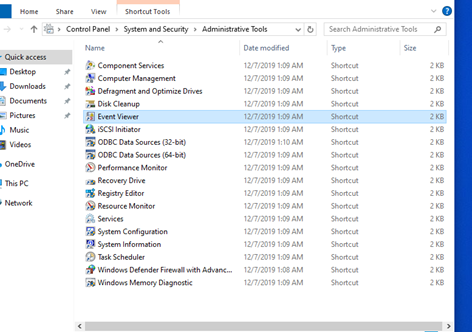 Shortcut Tools
Home Share View Shortcut Tools
Control Panel > System and Security > Administrative Tools
Search Administrative Tools
Quick access
Desktop
Downloads
Documents
Pictures
Music
Videos
OneDrive
This PC
Network
Name Date modified Type Size
Component Services 12/7/2019 1:09 AM Shortcut 2 KB
Computer Management 12/7/2019 1:09 AM Shortcut 2 KB
Defragment and Optimize Drives 12/7/2019 1:09 AM Shortcut 2 KB
Disk Cleanup 12/7/2019 1:09 AM Shortcut 2 KB
Event Viewer 12/7/2019 1:09 AM Shortcut 2 KB
iSCSI Initiator 12/7/2019 1:09 AM Shortcut 2 KB
ODBC Data Sources (32-bit) 12/7/2019 1:10 AM Shortcut 2 KB
ODBC Data Sources (64-bit) 12/7/2019 1:09 AM Shortcut 2 KB
Performance Monitor 12/7/2019 1:09 AM Shortcut 2 KB
Recovery Drive 12/7/2019 1:09 AM Shortcut 2 KB
Registry Editor 12/7/2019 1:09 AM Shortcut 2 KB
Resource Monitor 12/7/2019 1:09 AM Shortcut 2 KB
Services 12/7/2019 1:09 AM Shortcut 2 KB
System Configuration 12/7/2019 1:09 AM Shortcut 2 KB
System Information 12/7/2019 1:09 AM Shortcut 2 KB
Task Scheduler 12/7/2019 1:09 AM Shortcut 2 KB
Windows Defender Firewall with Advanc... 12/7/2019 1:08 AM Shortcut 2 KB
Windows Memory Diagnostic 12/7/2019 1:09 AM Shortcut 2 KB